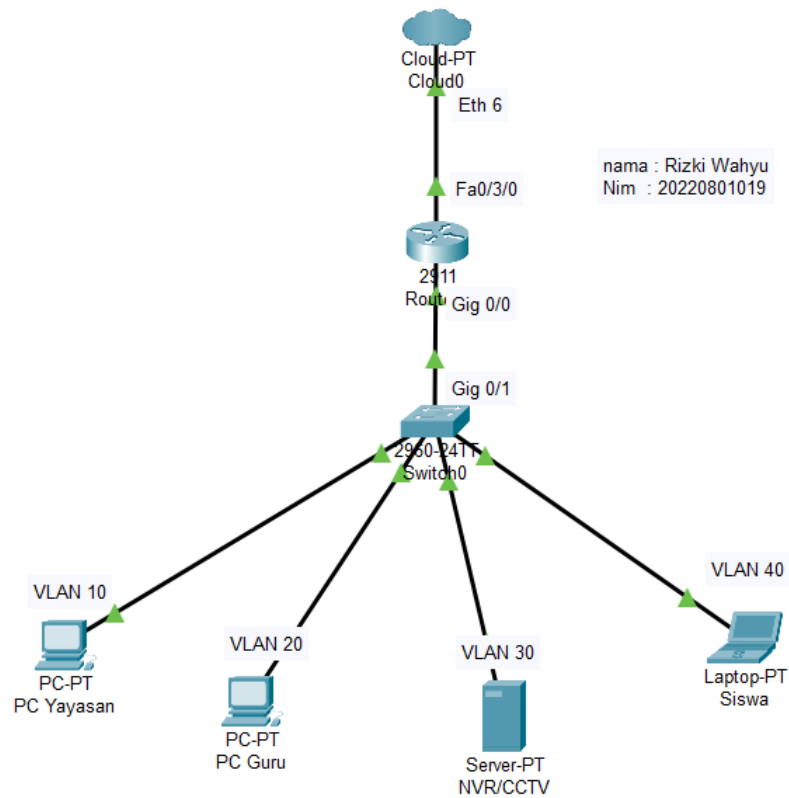 Cloud-PT
Cloud0
Eth 6
nama : Rizki Wahyu
Nim : 20220801019
Fa0/3/0
2911
Gig 0/0
Gig 0/1
2960-24TT
Switch0
VLAN 10
PC-PT
PC Yayasan
VLAN 20
PC-PT
PC Guru
VLAN 30
Server-PT
NVR/CCTV
VLAN 40
Laptop-PT
Siswa